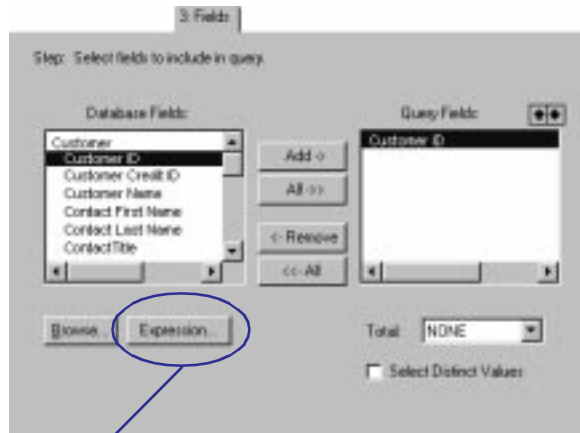 3: Fields
Step: Select fields to include in query.
Database Fields:
Query Fields:
Customer
Customer ID
Customer Credit ID
Customer Name
Contact First Name
Contact Last Name
ContactTitle
Add ->
All ->>
<- Remove
<<- All
Customer ID
Browse...
Expression...
Total: NONE
Select Distinct Values